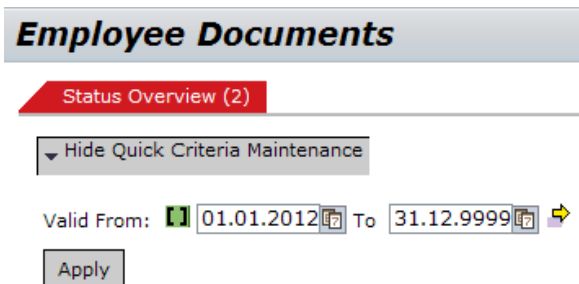 Employee Documents
Status Overview (2)
Hide Quick Criteria Maintenance
Valid From: [] 01.01.2012 To 31.12.9999
Apply